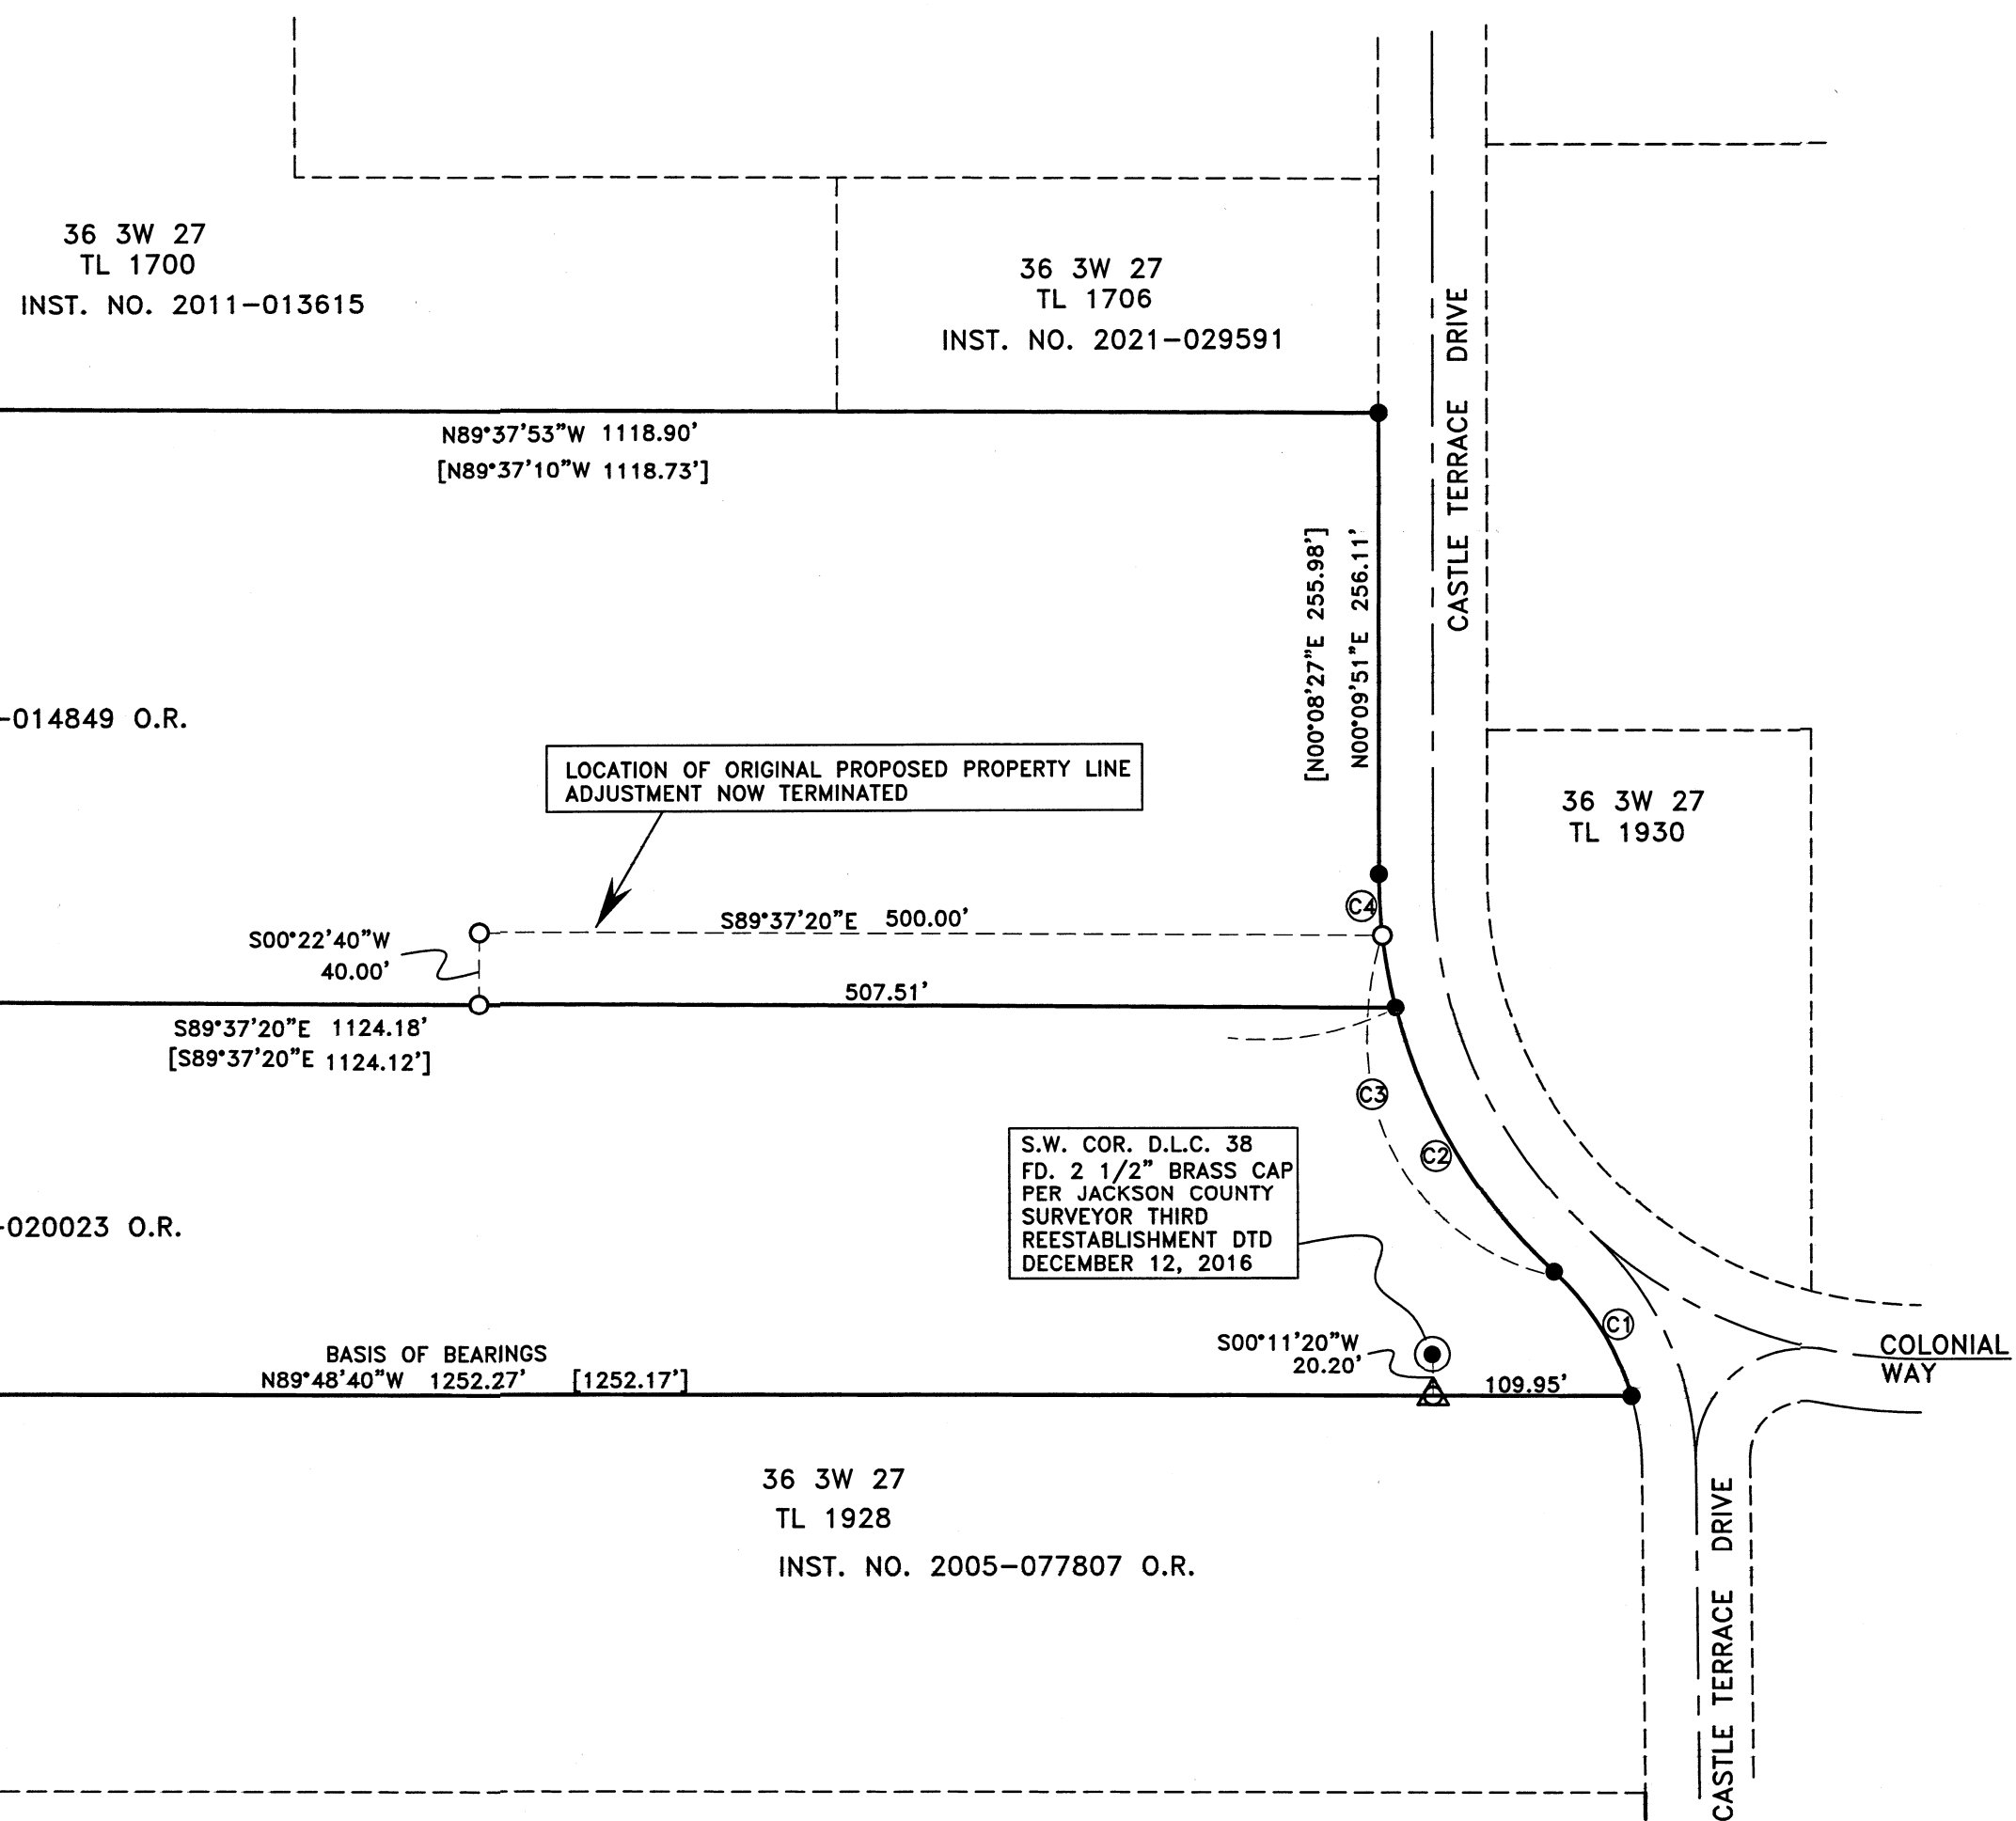 36 3W 27
TL 1700
INST. NO. 2011-013615
36 3W 27
TL 1706
INST. NO. 2021-029591
CASTLE TERRACE DRIVE
N89°37'53"W 1118.90'
[N89°37'10"W 1118.73']
[N00°08'27"E 255.98']
N00°09'51"E 256.11'
-014849 O.R.
LOCATION OF ORIGINAL PROPOSED PROPERTY LINE
ADJUSTMENT NOW TERMINATED
36 3W 27
TL 1930
C4
S89°37'20"E 500.00'
S00°22'40"W
40.00'
507.51'
S89°37'20"E 1124.18'
[S89°37'20"E 1124.12']
C3
C2
S.W. COR. D.L.C. 38
FD. 2 1/2" BRASS CAP
PER JACKSON COUNTY
SURVEYOR THIRD
REESTABLISHMENT DTD
DECEMBER 12, 2016
-020023 O.R.
C1
S00°11'20"W
20.20'
COLONIAL
WAY
BASIS OF BEARINGS
N89°48'40"W 1252.27' [1252.17']
109.95'
36 3W 27
TL 1928
INST. NO. 2005-077807 O.R.
CASTLE TERRACE DRIVE